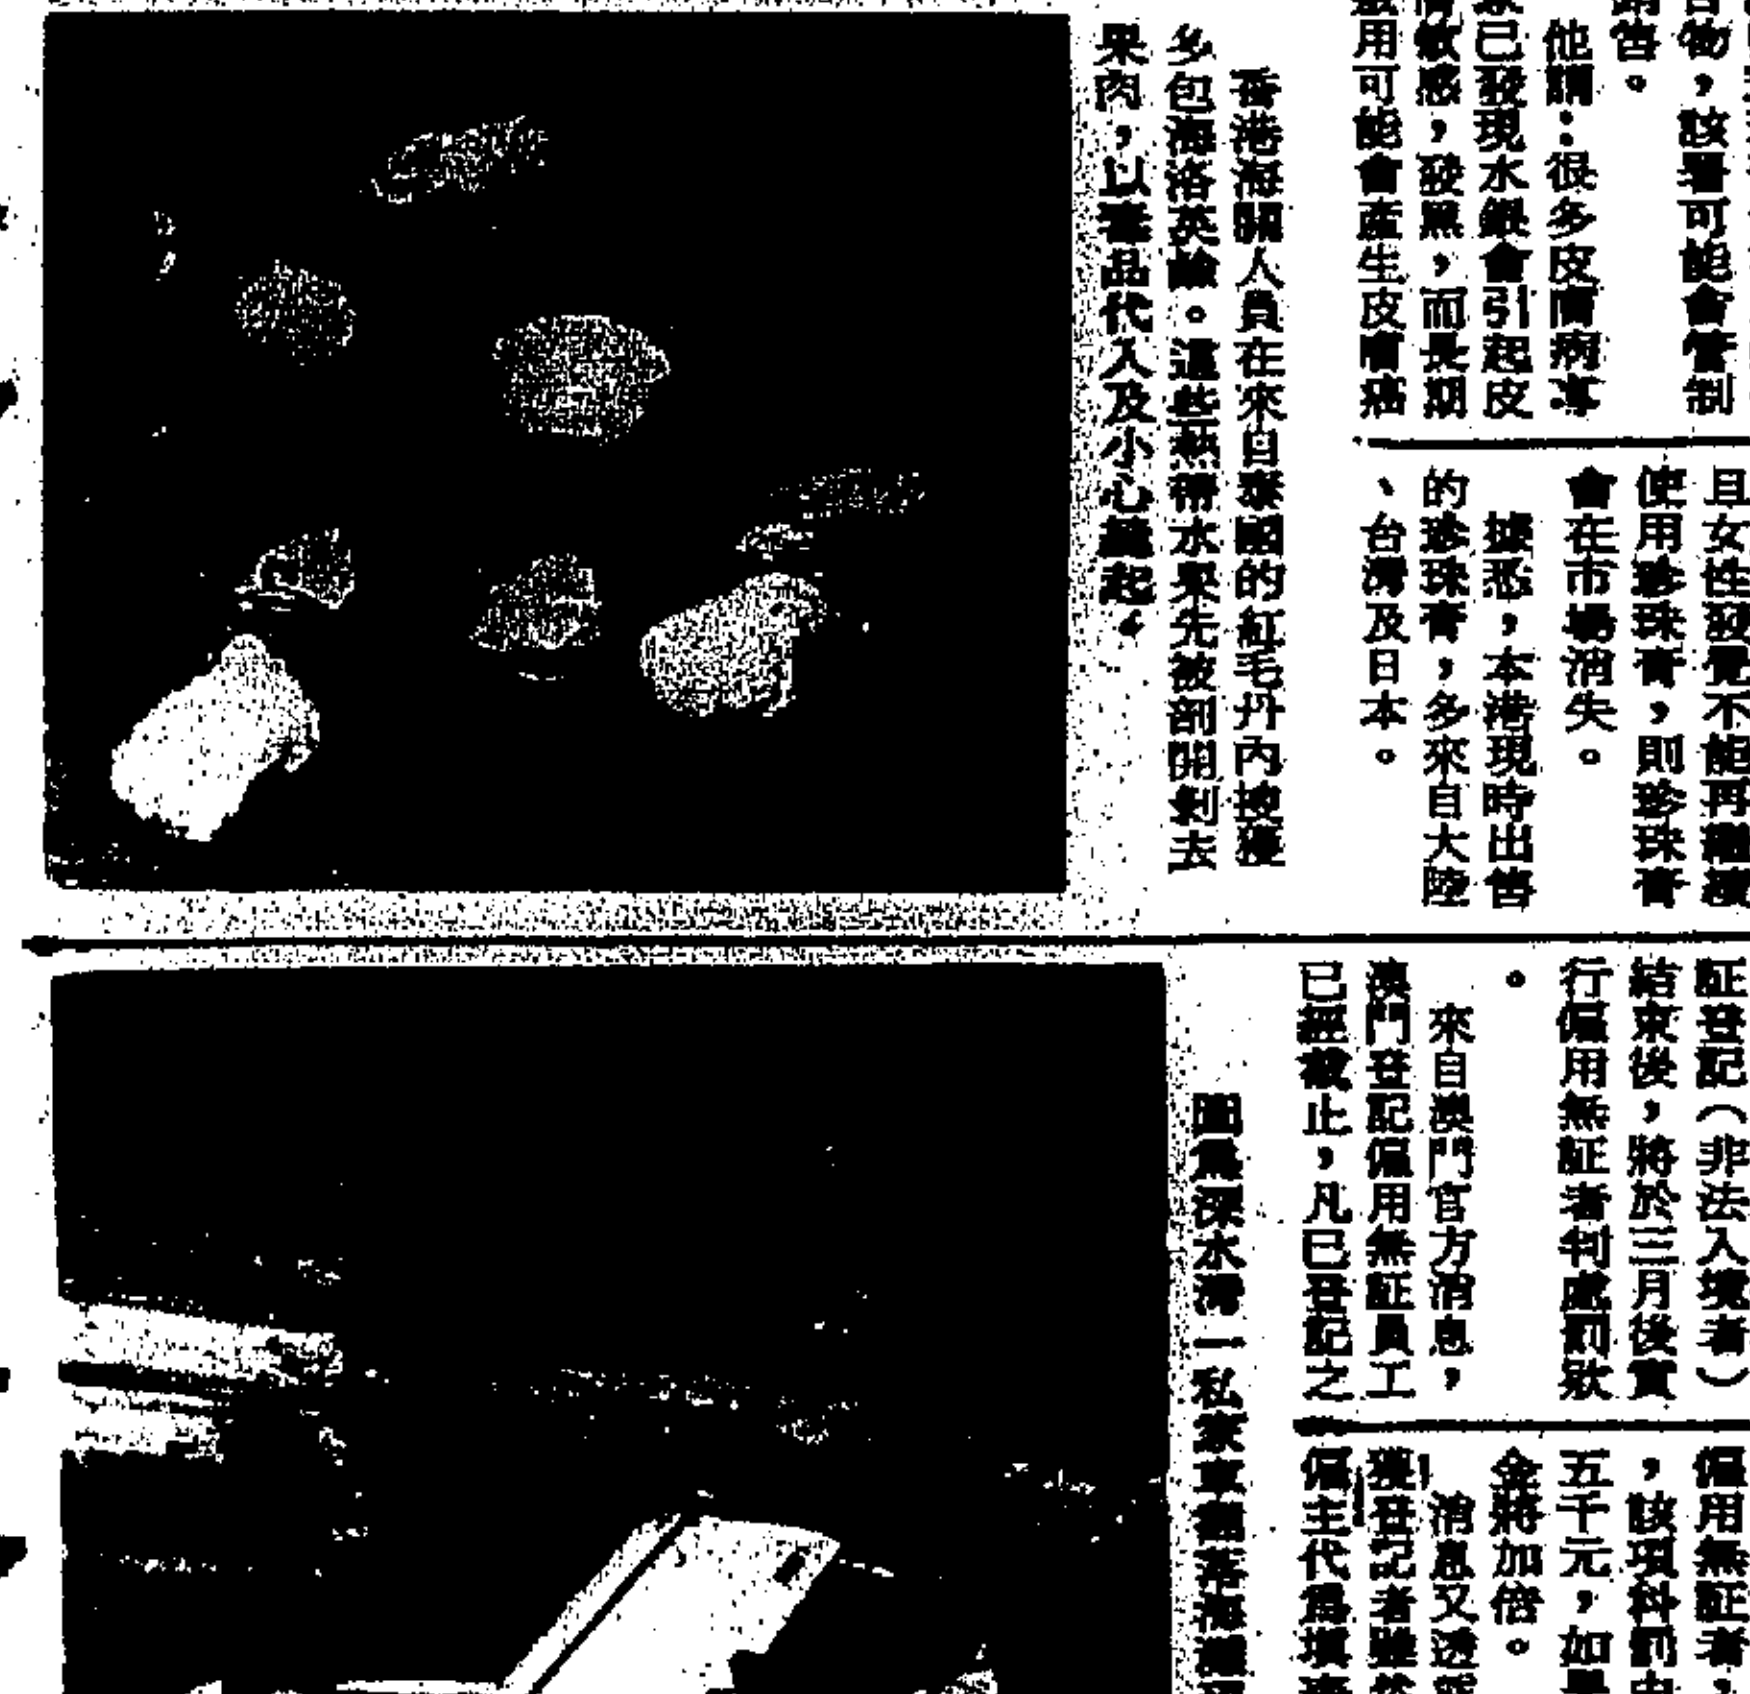 物，該署可能會管制
銷售。
他謂：很多皮膚病專
家已發現水銀會引起皮
膚敏感，發黑，而長期
用可能會產生皮膚癌
且女性發覺不能再繼續
使用珍珠膏，則珍珠膏
會在市場消失。
據悉，本港現時出售
的珍珠膏，多來自大陸
、台灣及日本。
香港海關人員在來自泰國的紅毛丹內搜獲
多包海洛英。這些熱帶水果先被剖開剝去
果肉，以毒品代入及小心縫起。
証登記（非法入境者）
結束後，將於三月後實
行僱用無証者判處罰款
。
來自澳門官方消息，
澳門登記僱用無証員工
已經截止，凡已登記之
僱用無証者，
，該項科罰
五千元，如
金將加倍。
消息又透
獲登記者雖然
僱主代為填
圖為深水灣一私家車翻落海灘